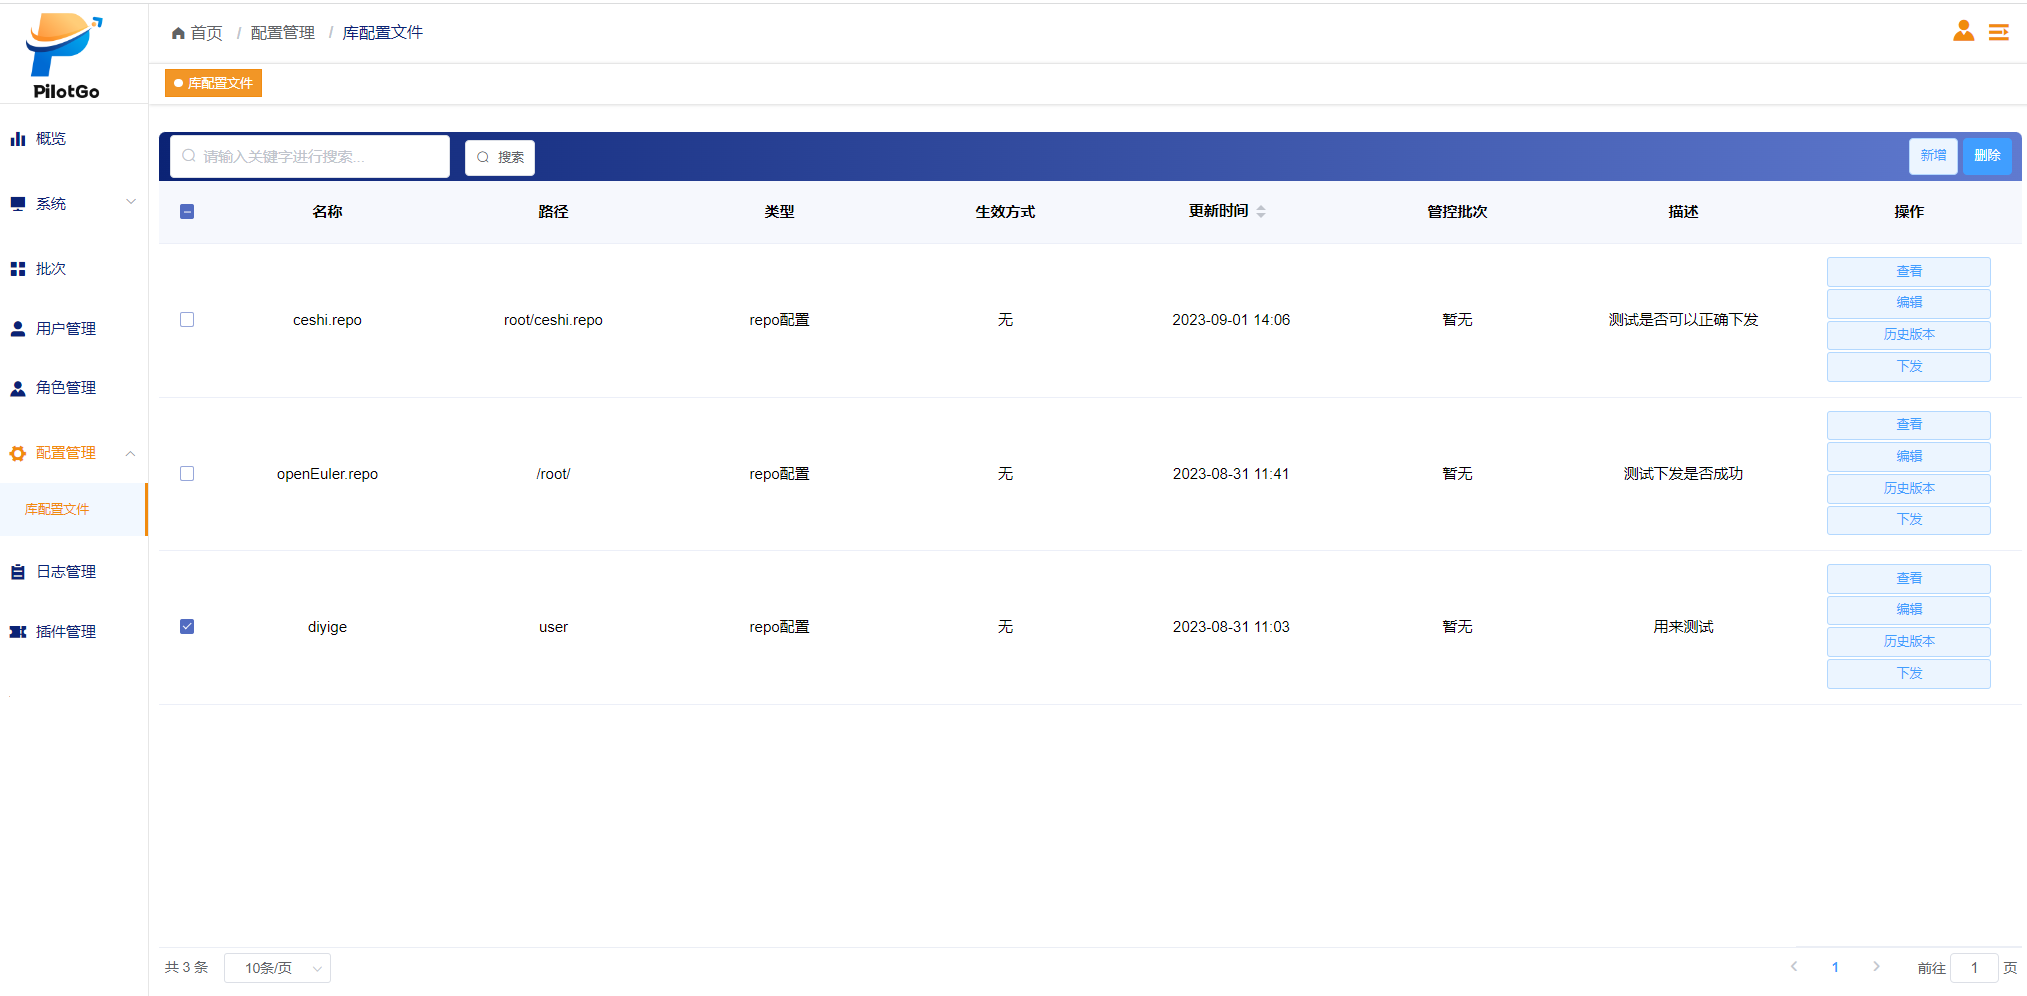 PilotGo
首页 / 配置管理 / 库配置文件
库配置文件
概览
系统
批次
用户管理
角色管理
配置管理
库配置文件
日志管理
插件管理
请输入关键字进行搜索...
搜索
新增
删除
名称 路径 类型 生效方式 更新时间 管控批次 描述 操作
ceshi.repo root/ceshi.repo repo配置 无 2023-09-01 14:06 暂无 测试是否可以正确下发
查看
编辑
历史版本
下发
openEuler.repo /root/ repo配置 无 2023-08-31 11:41 暂无 测试下发是否成功
查看
编辑
历史版本
下发
diyige user repo配置 无 2023-08-31 11:03 暂无 用来测试
查看
编辑
历史版本
下发
共 3 条 10条/页 1 前往 1 页